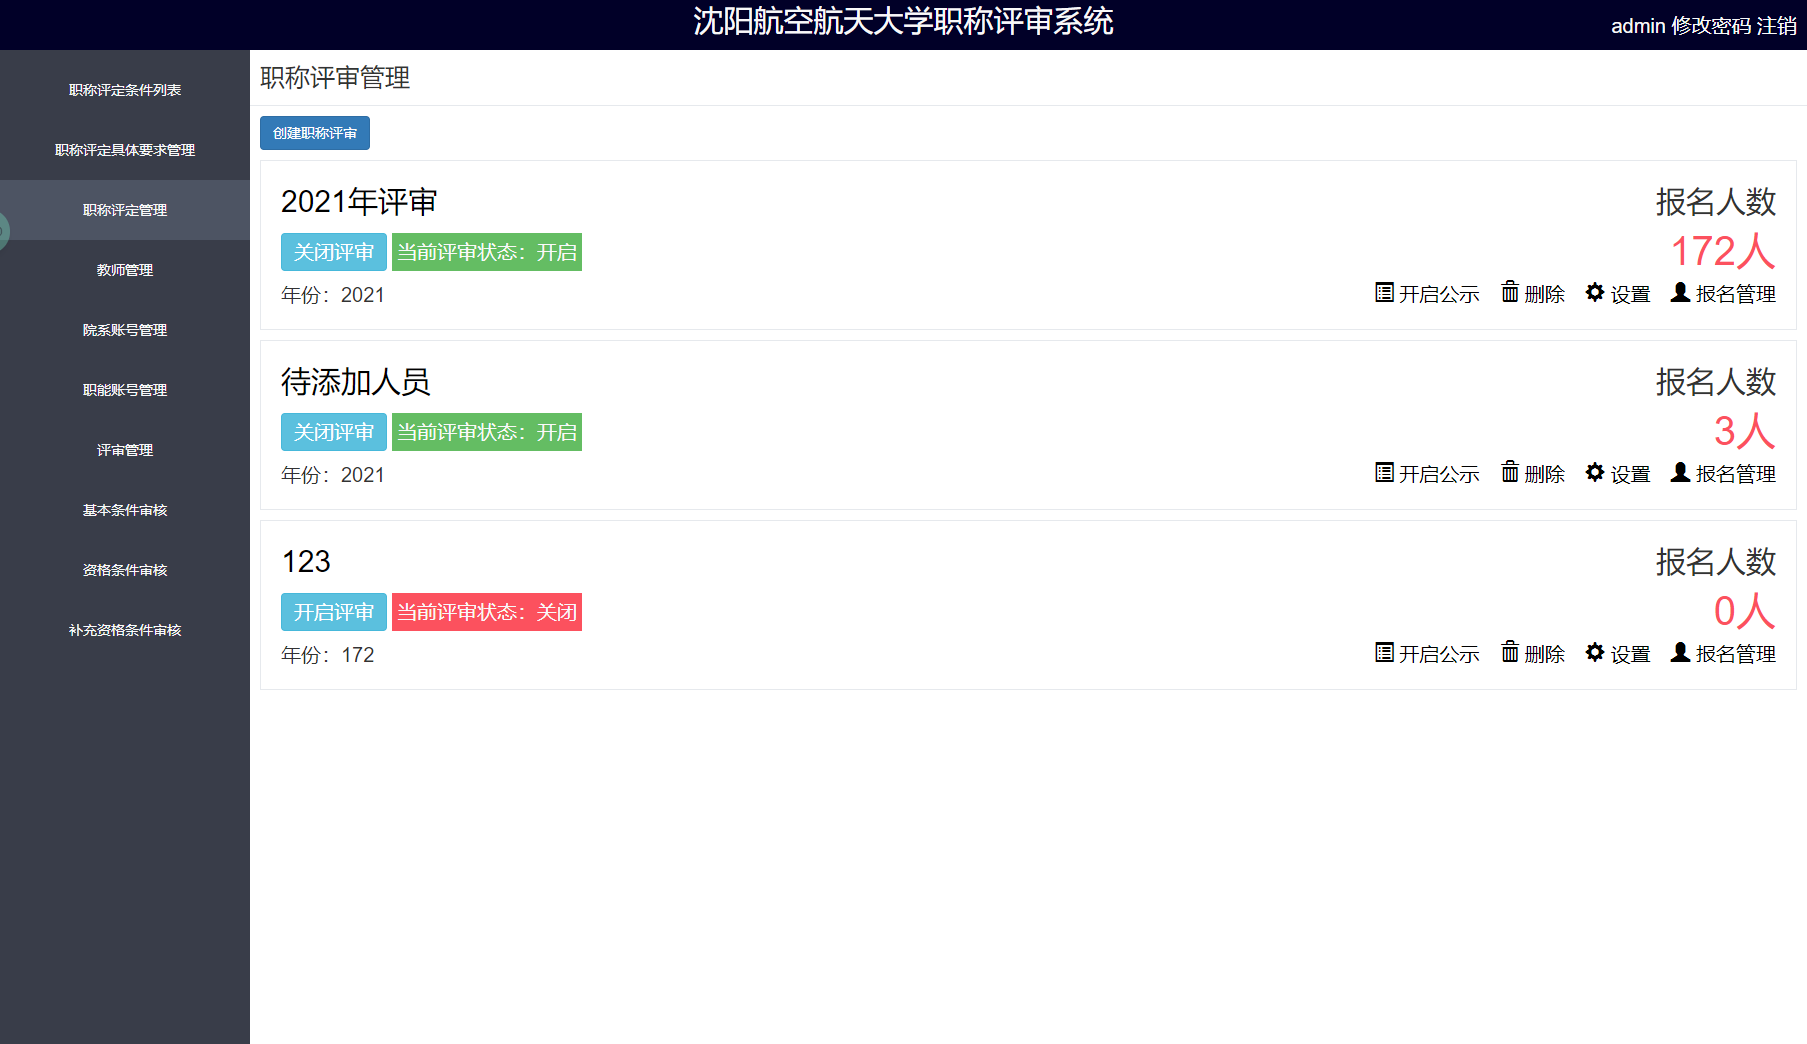 沈阳航空航天大学职称评审系统
admin 修改密码 注销
职称评定条件列表
职称评定具体要求管理
职称评定管理
教师管理
院系账号管理
职能账号管理
评审管理
基本条件审核
资格条件审核
补充资格条件审核
职称评审管理
创建职称评审
2021年评审
报名人数
关闭评审 当前评审状态：开启
172人
年份：2021
开启公示 删除 设置 报名管理
待添加人员
报名人数
关闭评审 当前评审状态：开启
3人
年份：2021
开启公示 删除 设置 报名管理
123
报名人数
开启评审 当前评审状态：关闭
0人
年份：172
开启公示 删除 设置 报名管理